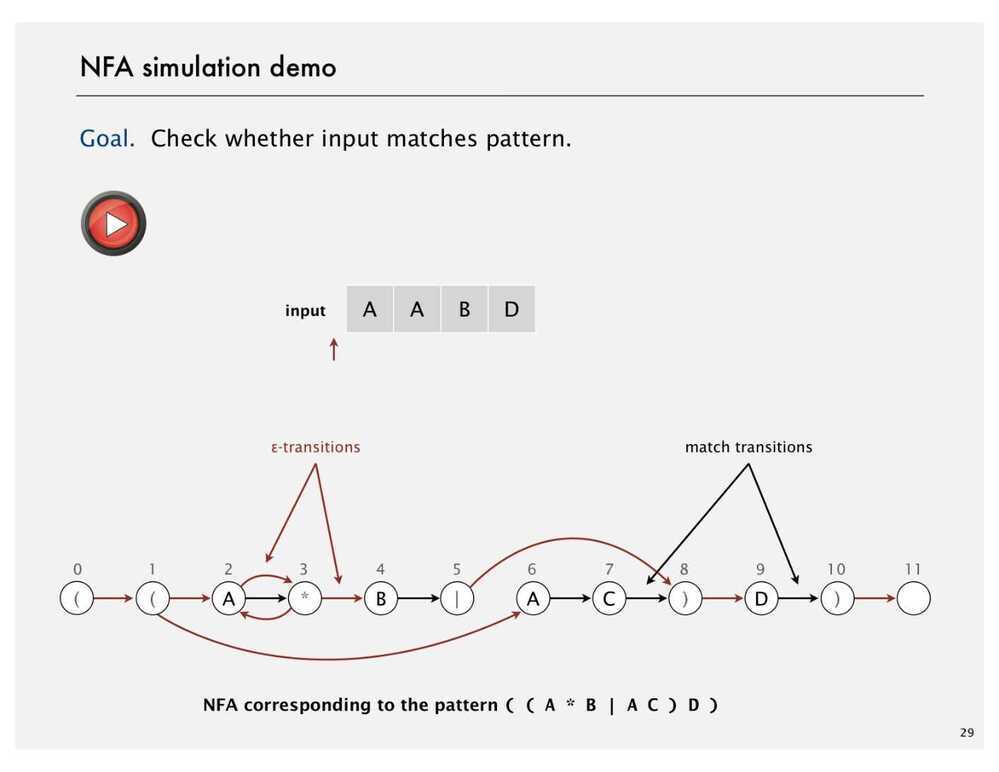 NFA simulation demo
Goal. Check whether input matches pattern.
input A A B D
ε-transitions match transitions
0 1 2 3 4 5 6 7 8 9 10 11
( ( A * B | A C ) D )
NFA corresponding to the pattern ( ( A * B | A C ) D )
29